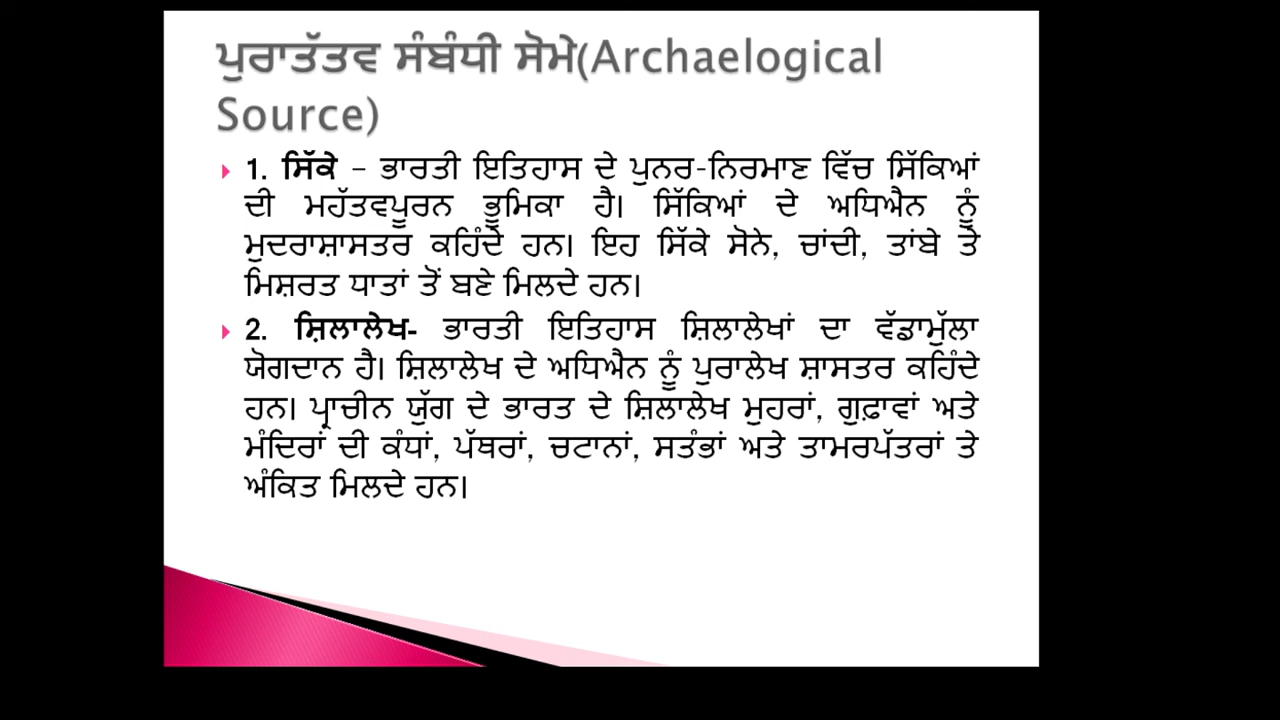 ਪੁਰਾਤੱਤਵ ਸੰਬੰਧੀ ਸੋਮੇ(Archaelogical
Source)
1. ਸਿੱਕੇ – ਭਾਰਤੀ ਇਤਿਹਾਸ ਦੇ ਪੁਨਰ-ਨਿਰਮਾਣ ਵਿੱਚ ਸਿੱਕਿਆਂ
ਦੀ ਮਹੱਤਵਪੂਰਨ ਭੂਮਿਕਾ ਹੈ। ਸਿੱਕਿਆਂ ਦੇ ਅਧਿਐਨ ਨੂੰ
ਮੁਦਰਾਸ਼ਾਸਤਰ ਕਹਿੰਦੇ ਹਨ। ਇਹ ਸਿੱਕੇ ਸੋਨੇ, ਚਾਂਦੀ, ਤਾਂਬੇ ਤੇ
ਮਿਸ਼ਰਤ ਧਾਤਾਂ ਤੋਂ ਬਣੇ ਮਿਲਦੇ ਹਨ।
2. ਸ਼ਿਲਾਲੇਖ- ਭਾਰਤੀ ਇਤਿਹਾਸ ਸ਼ਿਲਾਲੇਖਾਂ ਦਾ ਵੱਡਾਮੁੱਲਾ
ਯੋਗਦਾਨ ਹੈ। ਸ਼ਿਲਾਲੇਖ ਦੇ ਅਧਿਐਨ ਨੂੰ ਪੁਰਾਲੇਖ ਸ਼ਾਸਤਰ ਕਹਿੰਦੇ
ਹਨ। ਪ੍ਰਾਚੀਨ ਯੁੱਗ ਦੇ ਭਾਰਤ ਦੇ ਸ਼ਿਲਾਲੇਖ ਮੁਹਰਾਂ, ਗੁਫ਼ਾਵਾਂ ਅਤੇ
ਮੰਦਿਰਾਂ ਦੀ ਕੰਧਾਂ, ਪੱਥਰਾਂ, ਚਟਾਨਾਂ, ਸਤੰਭਾਂ ਅਤੇ ਤਾਮਰਪੱਤਰਾਂ ਤੇ
ਅੰਕਿਤ ਮਿਲਦੇ ਹਨ।